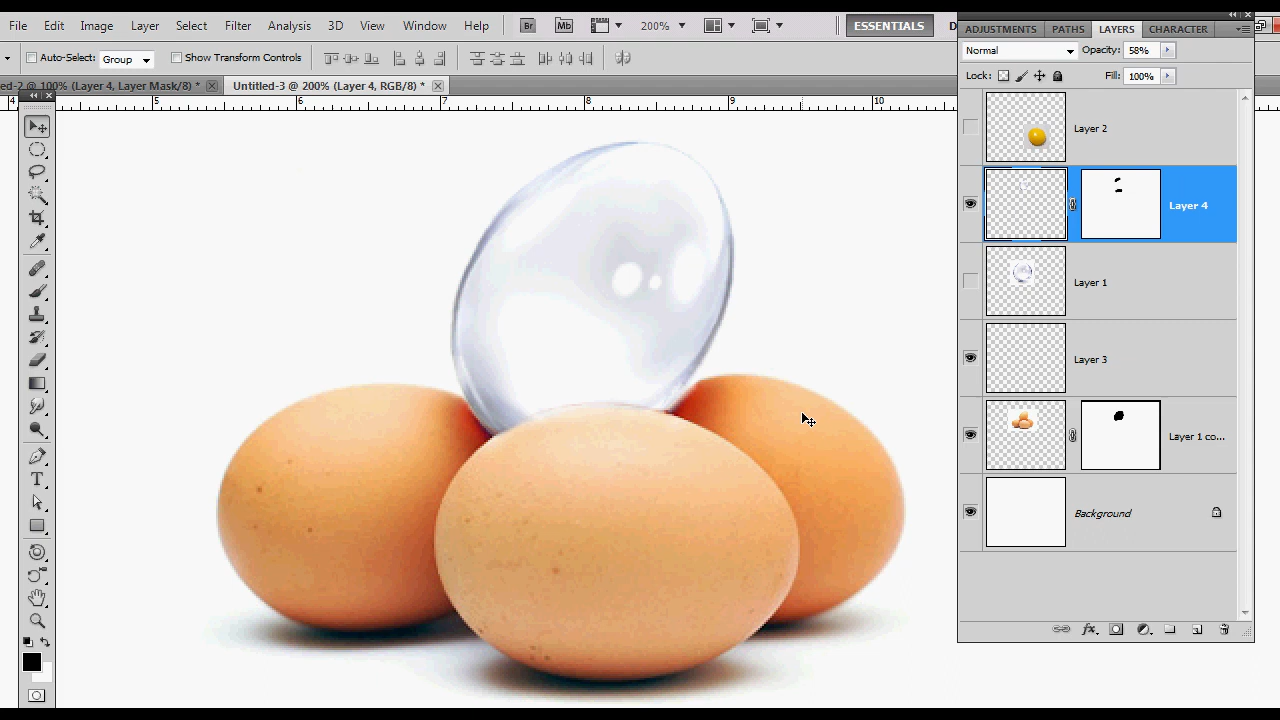 File Edit Image Layer Select Filter Analysis 3D View Window Help Br Mb 200% ESSENTIALS D
Auto-Select: Group Show Transform Controls
ed-2 @ 100% (Layer 4, Layer Mask/8) * Untitled-3 @ 200% (Layer 4, RGB/8) *
4 5 6 7 8 9 10
ADJUSTMENTS PATHS LAYERS CHARACTER
Normal Opacity: 58%
Lock: Fill: 100%
Layer 2
Layer 4
Layer 1
Layer 3
Layer 1 co...
Background
fx
T